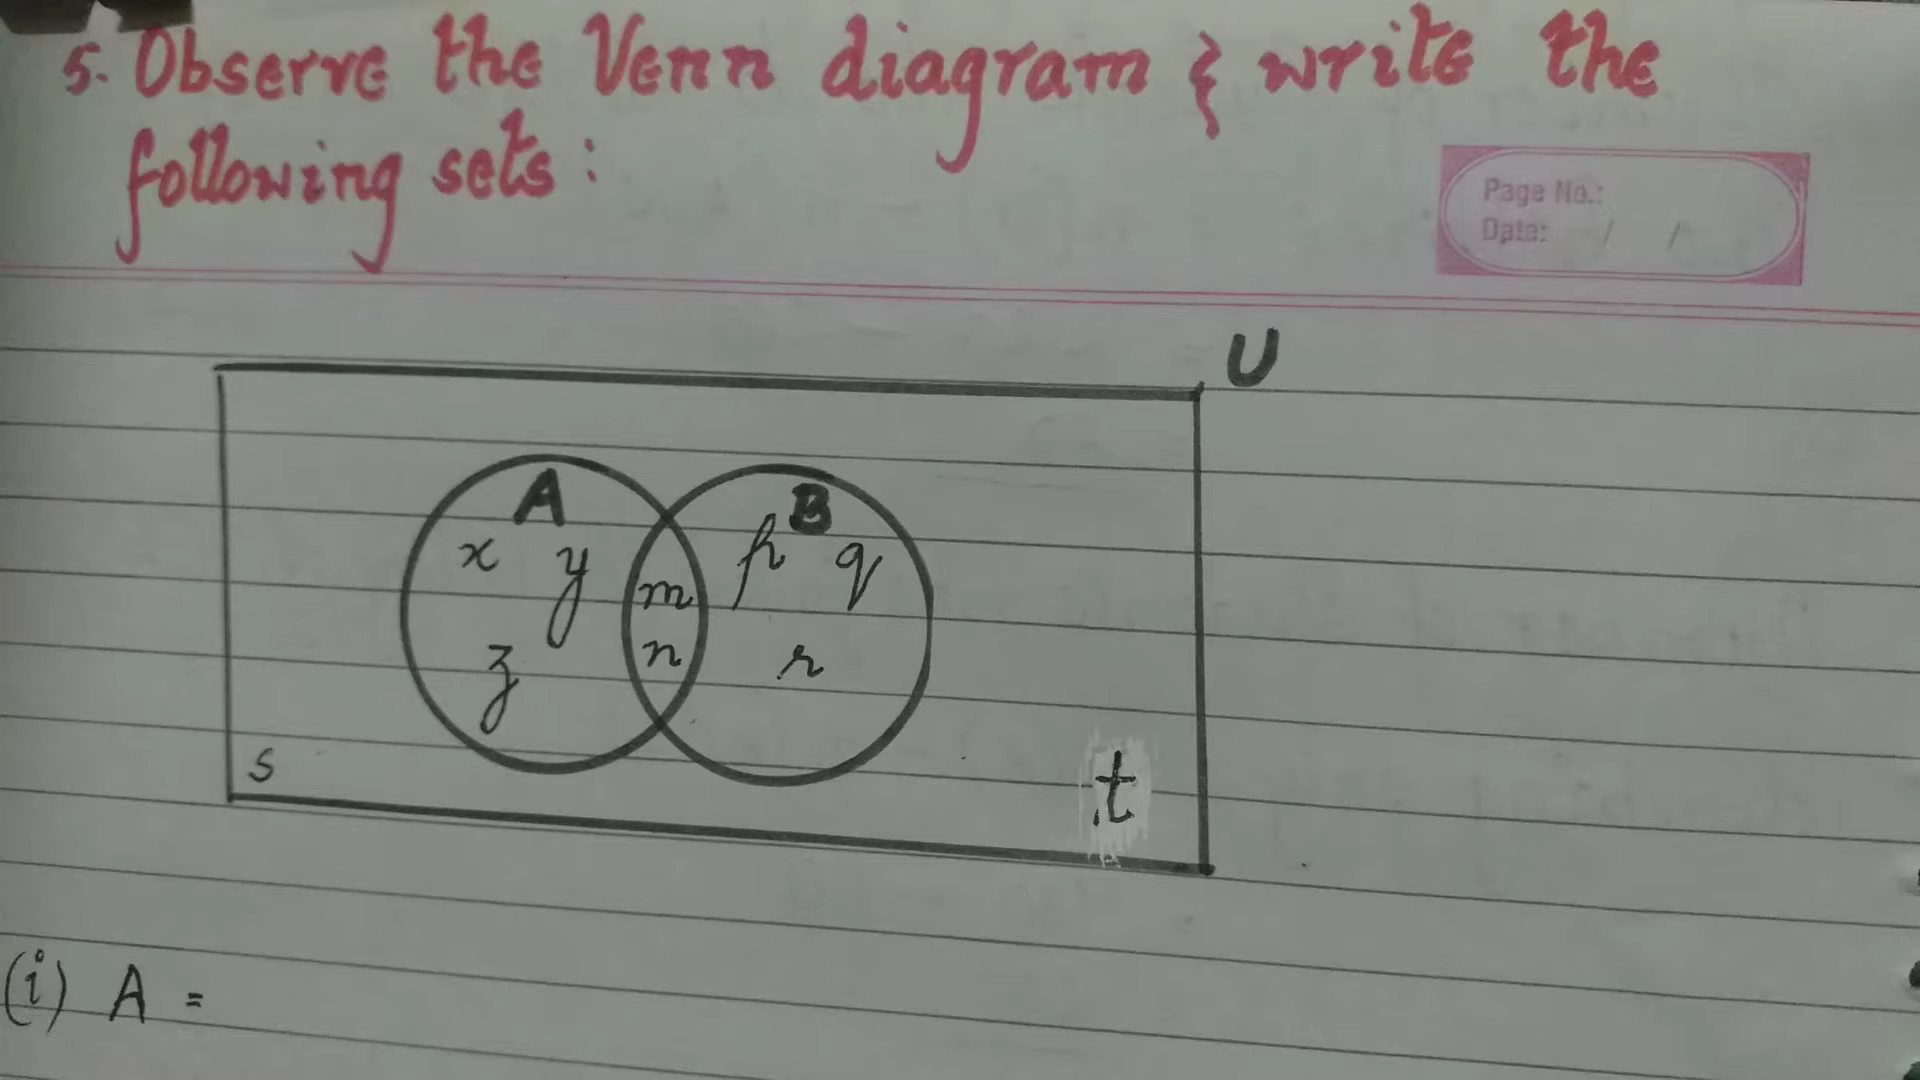 5. Observe the Venn diagram & write the
following sets :
Page No.:
Date: / /
U
A B
x y m p q
z n r
s t
(i) A =